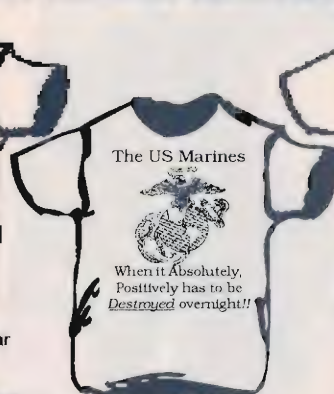 The US Marines
When it Absolutely,
Positively has to be
Destroyed overnight!!